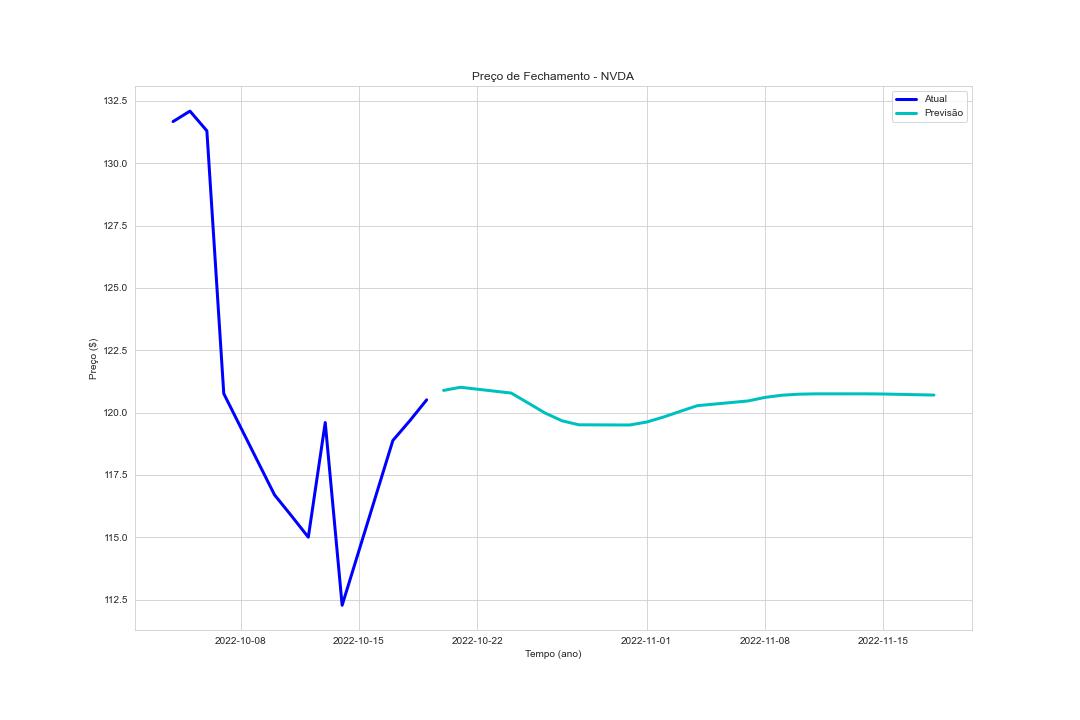 Preço de Fechamento - NVDA
Atual
Previsão
132.5
130.0
127.5
125.0
122.5
120.0
117.5
115.0
112.5
Preço ($)
2022-10-08 2022-10-15 2022-10-22 2022-11-01 2022-11-08 2022-11-15
Tempo (ano)